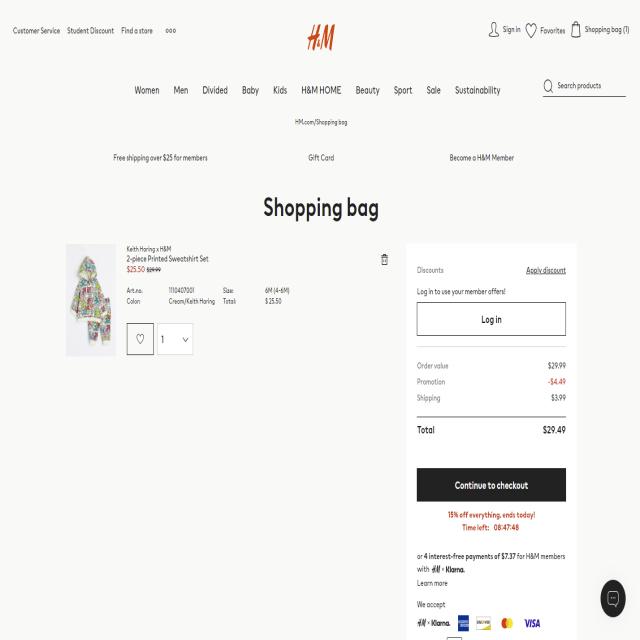 Customer Service Student Discount Find a store
H&M
Sign in Favorites Shopping bag (1)
Women Men Divided Baby Kids H&M HOME Beauty Sport Sale Sustainability
Search products
HM.com/Shopping bag
Free shipping over $25 for members Gift Card Become a H&M Member
Shopping bag
Keith Haring x H&M
2-piece Printed Sweatshirt Set
$25.50 $29.99
Art.no: 1110407001 Size: 6M (4-6M)
Color: Cream/Keith Haring Total: $25.50
1
Discounts Apply discount
Log in to use your member offers!
Log in
Order value $29.99
Promotion -$4.49
Shipping $3.99
Total $29.49
Continue to checkout
15% off everything, ends today!
Time left: 08:47:48
or 4 interest-free payments of $7.37 for H&M members
with H&M x Klarna.
Learn more
We accept
H&M x Klarna. VISA